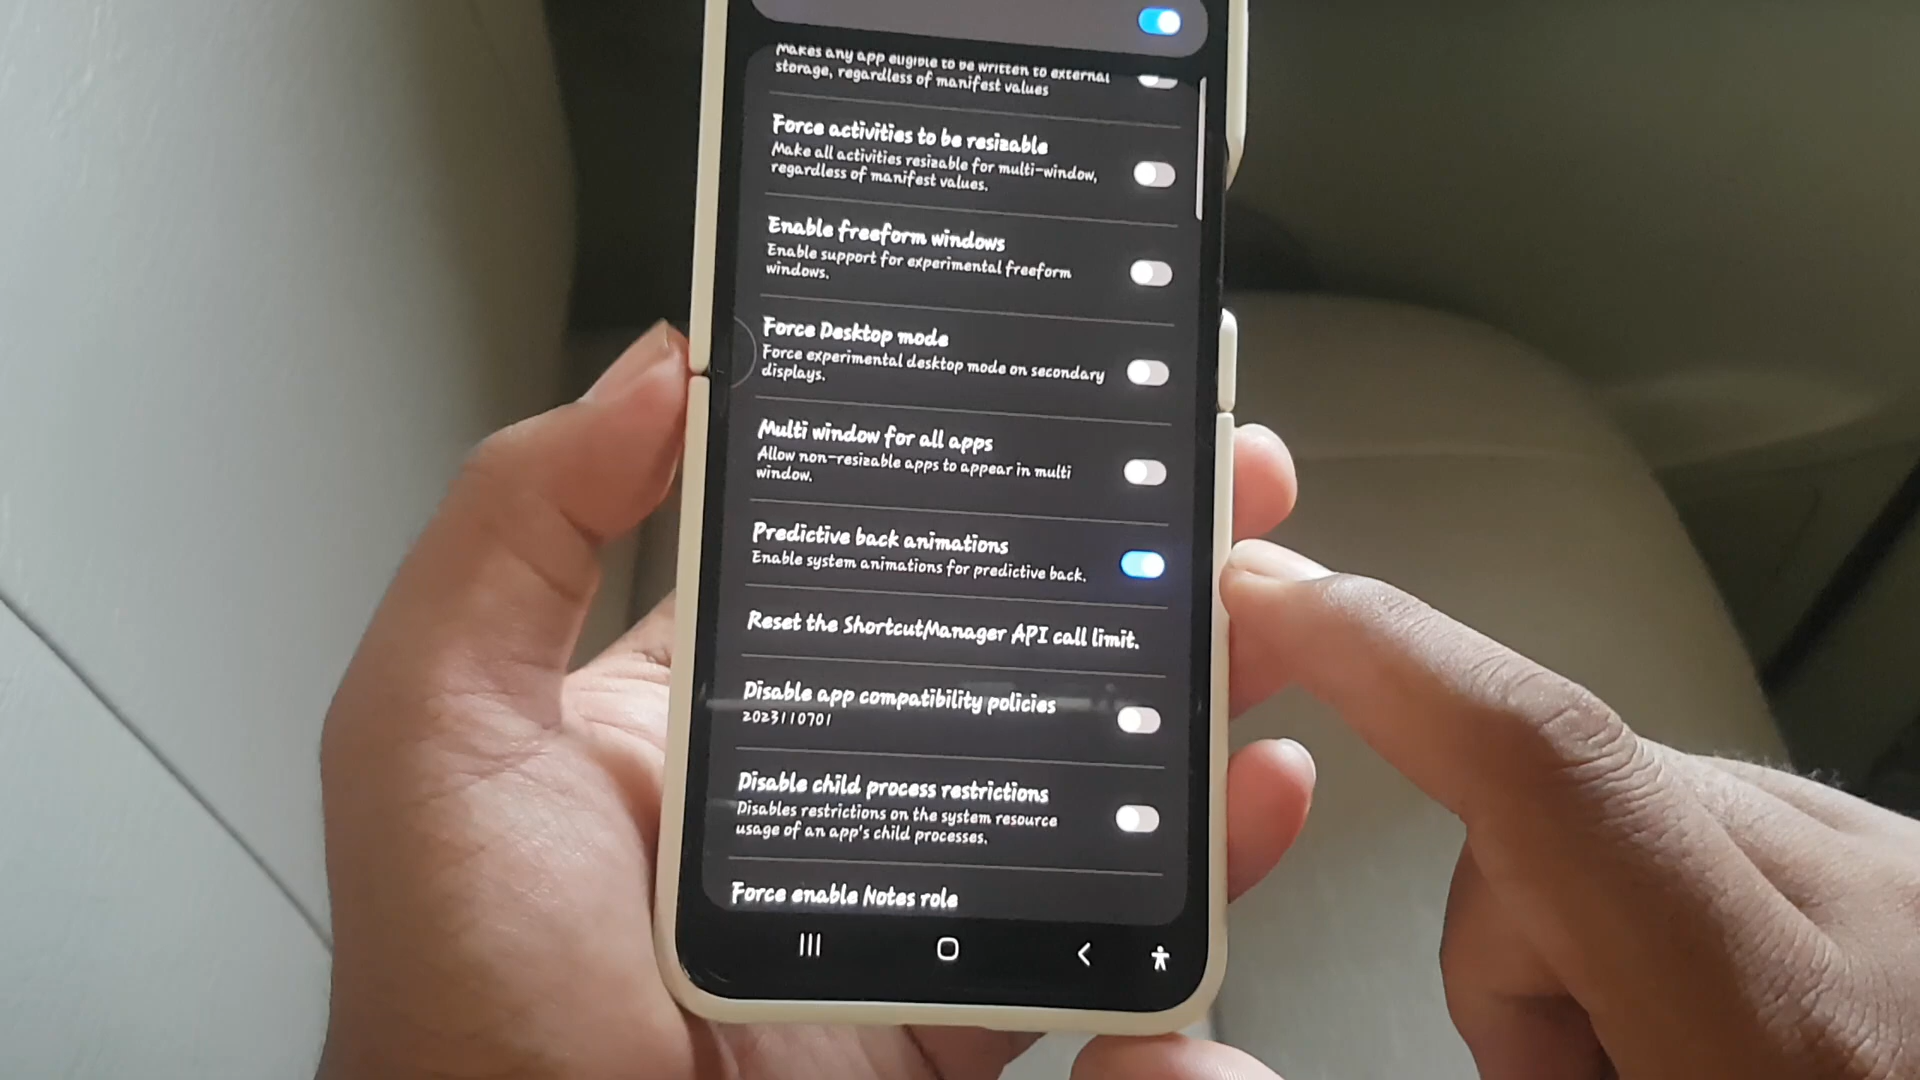 Makes any app eligible to be written to external
storage, regardless of manifest values
Force activities to be resizable
Make all activities resizable for multi-window,
regardless of manifest values.
Enable freeform windows
Enable support for experimental freeform
windows.
Force Desktop mode
Force experimental desktop mode on secondary
displays.
Multi window for all apps
Allow non-resizable apps to appear in multi
window.
Predictive back animations
Enable system animations for predictive back.
Reset the ShortcutManager API call limit.
Disable app compatibility policies
2023110701
Disable child process restrictions
Disables restrictions on the system resource
usage of an app's child processes.
Force enable Notes role